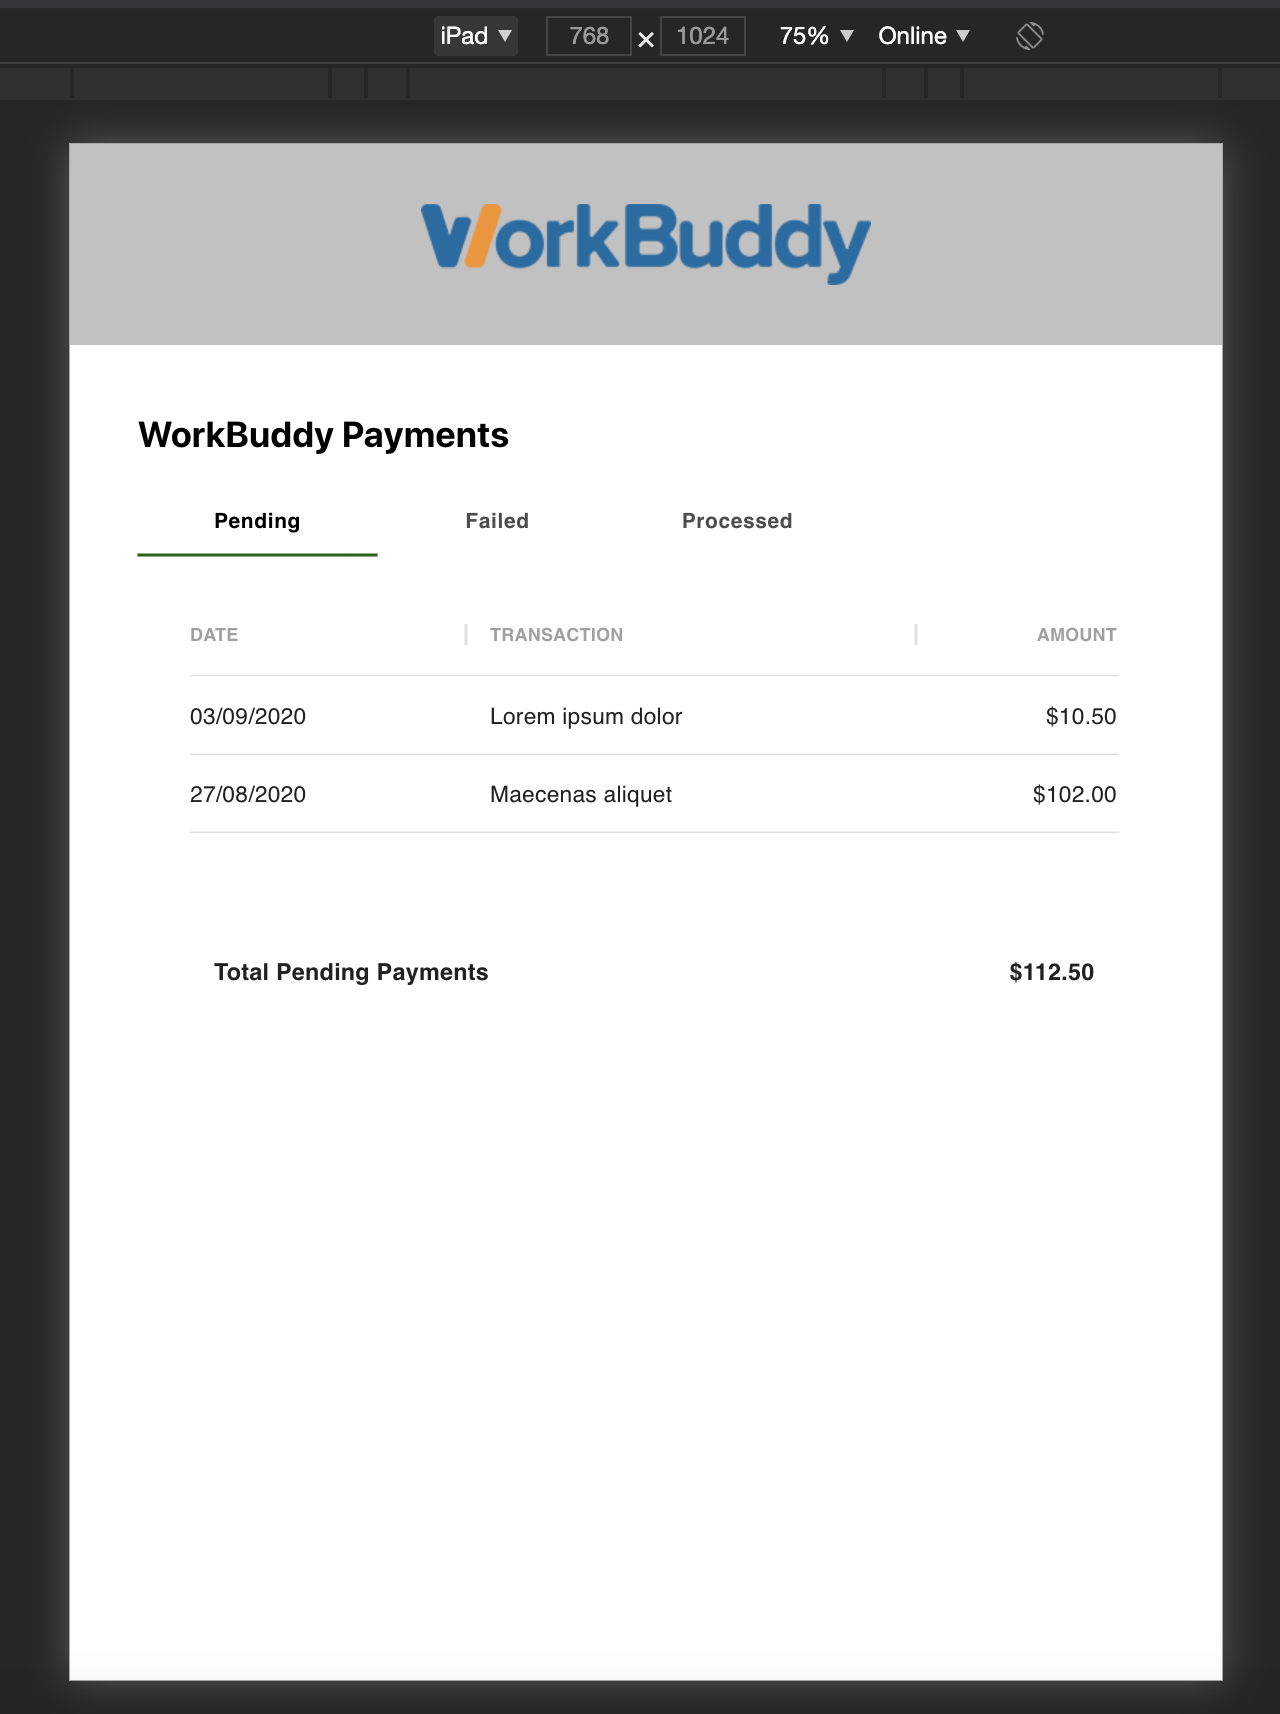 iPad ▼ 768 × 1024 75% ▼ Online ▼
WorkBuddy
WorkBuddy Payments
Pending Failed Processed
DATE TRANSACTION AMOUNT
03/09/2020 Lorem ipsum dolor $10.50
27/08/2020 Maecenas aliquet $102.00
Total Pending Payments $112.50